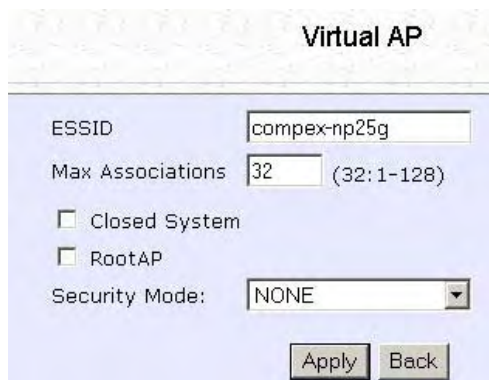 Virtual AP
ESSID compex-np25g
Max Associations 32 (32:1-128)
Closed System
RootAP
Security Mode: NONE
Apply Back